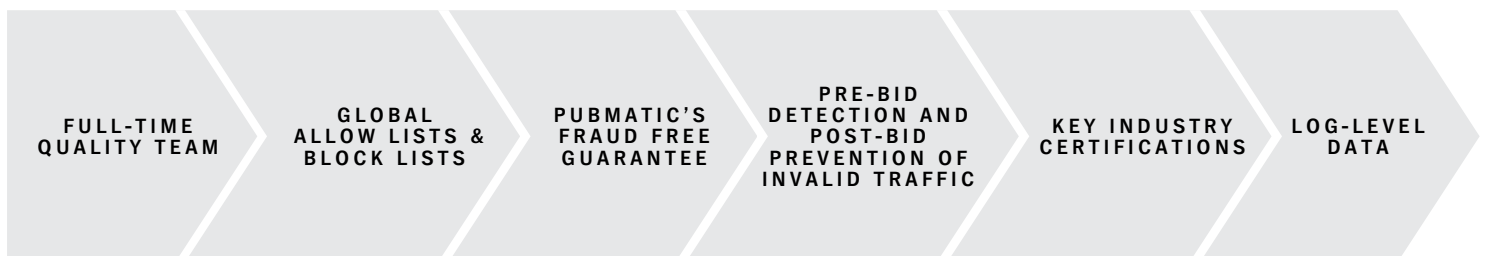 FULL-TIME
QUALITY TEAM
GLOBAL
ALLOW LISTS &
BLOCK LISTS
PUBMATIC'S
FRAUD FREE
GUARANTEE
PRE-BID
DETECTION AND
POST-BID
PREVENTION OF
INVALID TRAFFIC
KEY INDUSTRY
CERTIFICATIONS
LOG-LEVEL
DATA